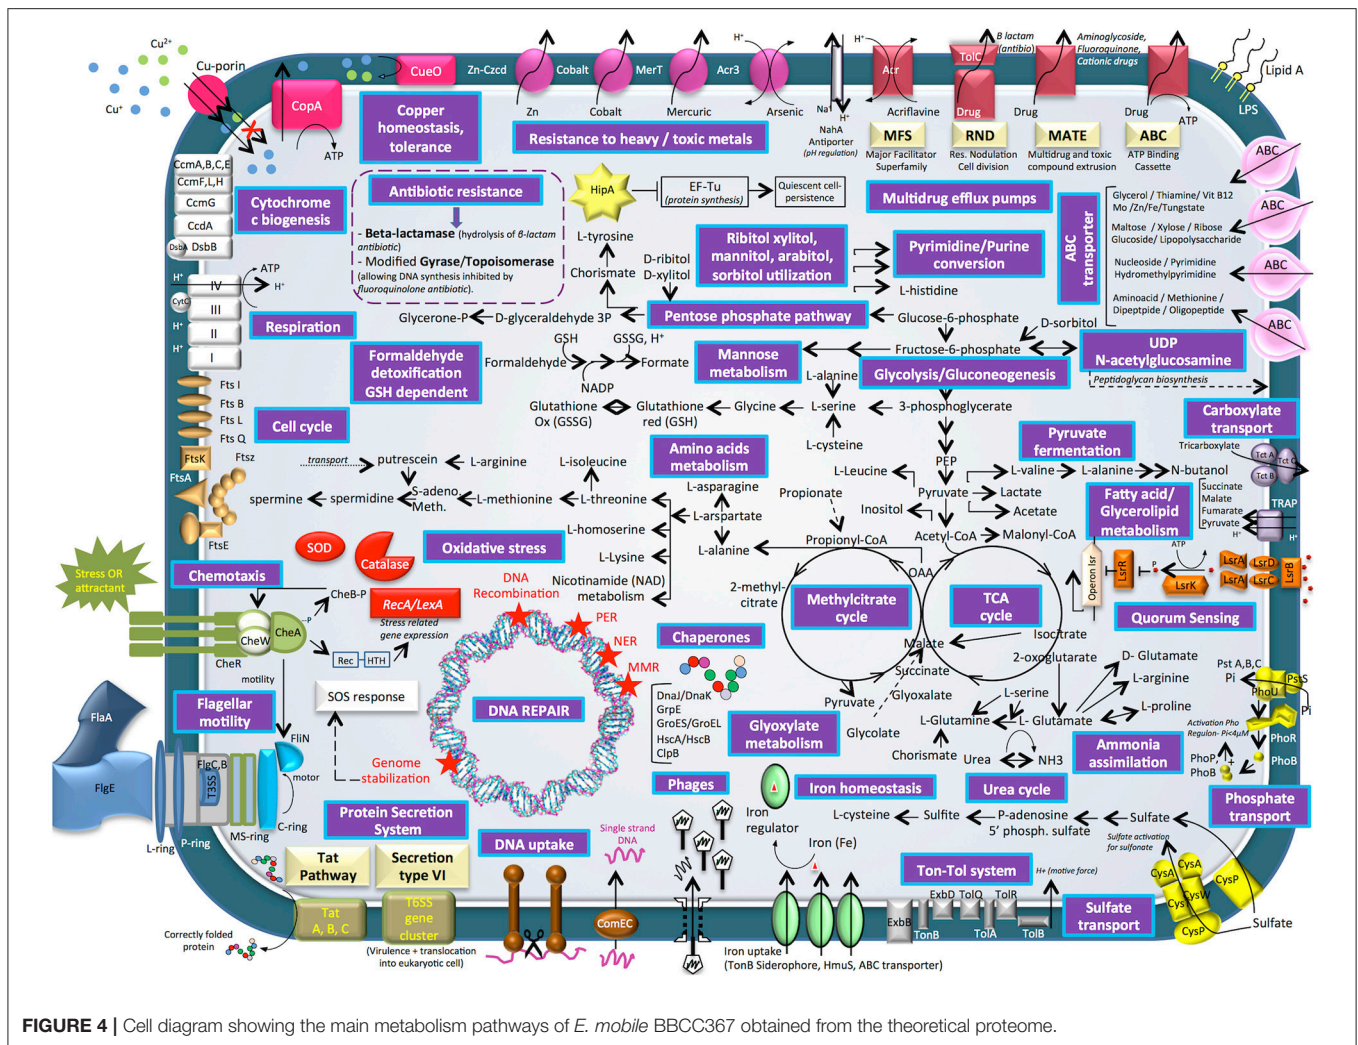 Cu2+
Cu-porin
Cu+
CopA
ATP
CueO
Copper
homeostasis,
tolerance
Zn-Czcd
Zn
Cobalt
Cobalt
MerT
Mercuric
Acr3
H+
Arsenic
Resistance to heavy / toxic metals
Na+
H+
NahA
Antiporter
(pH regulation)
H+
Acr
Acriflavine
MFS
Major Facilitator
Superfamily
TolC
B lactam
(antibio)
Drug
RND
Res. Nodulation
Cell division
Aminoglycoside,
Fluoroquinone,
Cationic drugs
Drug
MATE
Multidrug and toxic
compound extrusion
Drug
ATP
ABC
ATP Binding
Cassette
Multidrug efflux pumps
Lipid A
LPS
ABC
ABC
ABC
ABC
ABC
transporter
Glycerol / Thiamine/ Vit B12
Mo /Zn/Fe/Tungstate
Maltose / Xylose / Ribose
Glucoside/ Lipopolysaccharide
Nucleoside / Pyrimidine
Hydromethylpyrimidine
Aminoacid / Methionine /
Dipeptide / Oligopeptide
CcmA,B,C,E
CcmF,L,H
CcmG
CcdA
DsbA
DsbB
Cytochrome
c biogenesis
Antibiotic resistance
- Beta-lactamase (hydrolysis of β-lactam
antibiotic)
- Modified Gyrase/Topoisomerase
(allowing DNA synthesis inhibited by
fluoroquinolone antibiotic).
HipA
EF-Tu
(protein synthesis)
Quiescent cell-
persistence
L-tyrosine
Chorismate
D-ribitol
D-xylitol
Ribitol xylitol,
mannitol, arabitol,
sorbitol utilization
Pyrimidine/Purine
conversion
L-histidine
H+
ATP
H+
IV
CytC
III
H+
II
H+
I
Respiration
Glycerone-P
D-glyceraldehyde 3P
Pentose phosphate pathway
Glucose-6-phosphate
D-sorbitol
Fructose-6-phosphate
UDP
N-acetylglucosamine
Peptidoglycan biosynthesis
Formaldehyde
detoxification
GSH dependent
GSH
GSSG, H+
Formaldehyde
Formate
NADP
Mannose
metabolism
L-alanine
Glycolysis/Gluconeogenesis
Glutathione
Ox (GSSG)
Glutathione
red (GSH)
Glycine
L-serine
3-phosphoglycerate
L-cysteine
Fts I
Fts B
Fts L
Fts Q
FtsK
Ftsz
FtsA
FtsE
Cell cycle
transport
putrescein
L-arginine
L-isoleucine
spermine
spermidine
S-adeno.
Meth.
L-methionine
L-threonine
Amino acids
metabolism
L-asparagine
L-arspartate
L-alanine
L-homoserine
L-Lysine
Nicotinamide (NAD)
metabolism
PEP
L-Leucine
Pyruvate
Inositol
Propionate
Propionyl-CoA
Acetyl-CoA
Malonyl-CoA
Lactate
Acetate
Pyruvate
fermentation
L-valine
L-alanine
N-butanol
Carboxylate
transport
Tricarboxylate
Tct A
Tct B
Tct C
TRAP
Succinate
Malate
Fumarate
Pyruvate
H+
H+
Fatty acid/
Glycerolipid
metabolism
Operon lsr
LsrR
P
ATP
LsrK
LsrA
LsrD
LsrA
LsrC
LsrB
Quorum Sensing
SOD
Catalase
Oxidative stress
RecA/LexA
Stress related
gene expression
Stress OR
attractant
Chemotaxis
CheB-P
CheW
CheA
P
CheR
Rec
HTH
motility
SOS response
DNA
Recombination
PER
NER
MMR
DNA REPAIR
Genome
stabilization
Chaperones
DnaJ/DnaK
GrpE
GroES/GroEL
HscA/HscB
ClpB
2-methyl-
citrate
Methylcitrate
cycle
OAA
TCA
cycle
Malate
Isocitrate
2-oxoglutarate
Succinate
Glyoxalate
Pyruvate
Glycolate
Glyoxylate
metabolism
L-serine
L-Glutamine
L- Glutamate
Chorismate
Urea
NH3
D- Glutamate
L-arginine
L-proline
Ammonia
assimilation
Urea cycle
Pst A,B,C
Pi
PstS
PhoU
Pi
Activation Pho
Regulon- Pi<4µM
PhoR
PhoP,
PhoB
+
PhoB
Phosphate
transport
Flagellar
motility
FlaA
FlgE
FlgC,B
T3SS
FliN
motor
C-ring
MS-ring
P-ring
L-ring
Protein Secretion
System
Tat
Pathway
Secretion
type VI
Tat
A, B, C
T6SS
gene
cluster
Correctly folded
protein
(Virulence + translocation
into eukaryotic cell)
DNA uptake
Single strand
DNA
ComEC
Phages
Iron
regulator
Iron homeostasis
Iron (Fe)
Iron uptake
(TonB Siderophore, HmuS, ABC transporter)
L-cysteine
Sulfite
P-adenosine
5' phosph. sulfate
Sulfate
Sulfate activation
for sulfonate
Ton-Tol system
H+ (motive force)
ExbB
ExbD
TonB
TolQ
TolA
TolR
TolB
Sulfate
transport
CysA
CysA
CysW
CysT
CysP
CysP
Sulfate
FIGURE 4 | Cell diagram showing the main metabolism pathways of E. mobile BBCC367 obtained from the theoretical proteome.